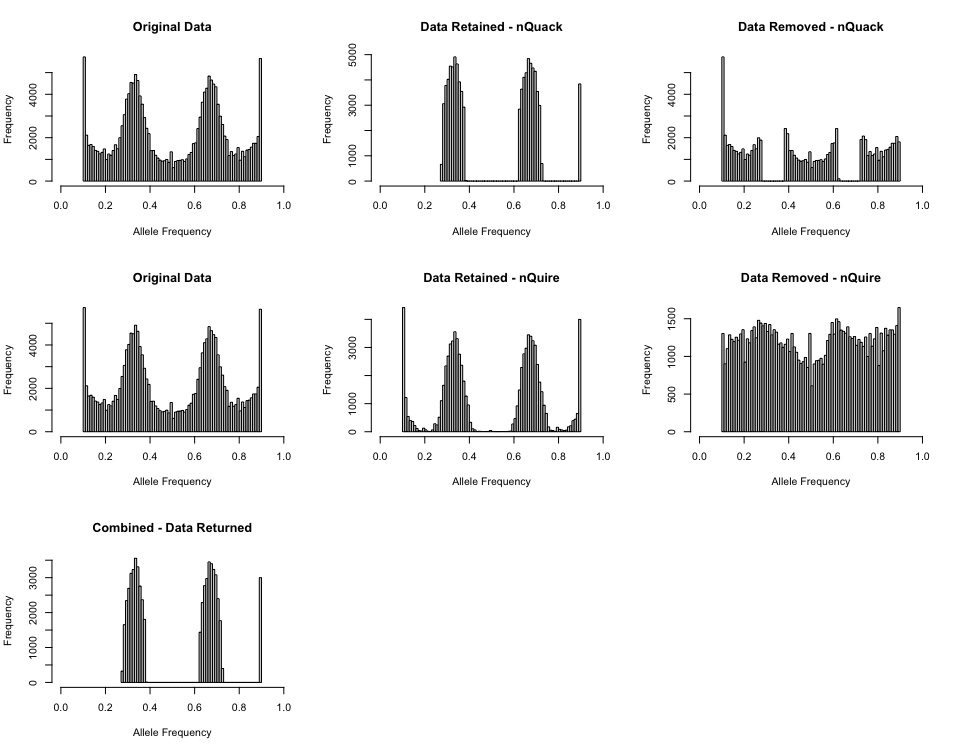 Original Data
Data Retained - nQuack
Data Removed - nQuack
Frequency
0
2000
4000
0.0 0.2 0.4 0.6 0.8 1.0
Allele Frequency
Frequency
0
1000
3000
5000
0.0 0.2 0.4 0.6 0.8 1.0
Allele Frequency
Frequency
0
2000
4000
0.0 0.2 0.4 0.6 0.8 1.0
Allele Frequency
Original Data
Data Retained - nQuire
Data Removed - nQuire
Frequency
0
2000
4000
0.0 0.2 0.4 0.6 0.8 1.0
Allele Frequency
Frequency
0
1000
3000
0.0 0.2 0.4 0.6 0.8 1.0
Allele Frequency
Frequency
0
500
1000
1500
0.0 0.2 0.4 0.6 0.8 1.0
Allele Frequency
Combined - Data Returned
Frequency
0
1000
2000
3000
0.0 0.2 0.4 0.6 0.8 1.0
Allele Frequency